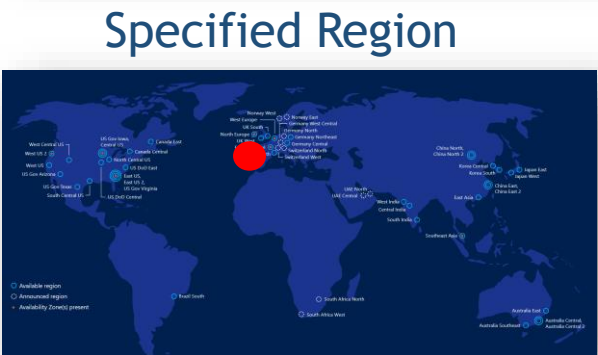 Specified Region
Norway West
Norway East
West Europe
Germany West Central
UK South
Germany North
North Europe
Germany Northeast
UK West
Germany Central
Switzerland North
Switzerland West
West Central US
US Gov Iowa,
Central US
Canada East
West US 2
Canada Central
North Central US
West US
US DoD East
US Gov Arizona
East US,
East US 2,
US Gov Virginia
US Gov Texas
South Central US
US DoD Central
China North,
China North 2
Korea Central
Korea South
Japan East
Japan West
UAE North
UAE Central
China East,
China East 2
West India
Central India
East Asia
South India
Southeast Asia
Available region
Announced region
Availability Zone(s) present
Brazil South
South Africa North
South Africa West
Australia East
Australia Central,
Australia Central 2
Australia Southeast